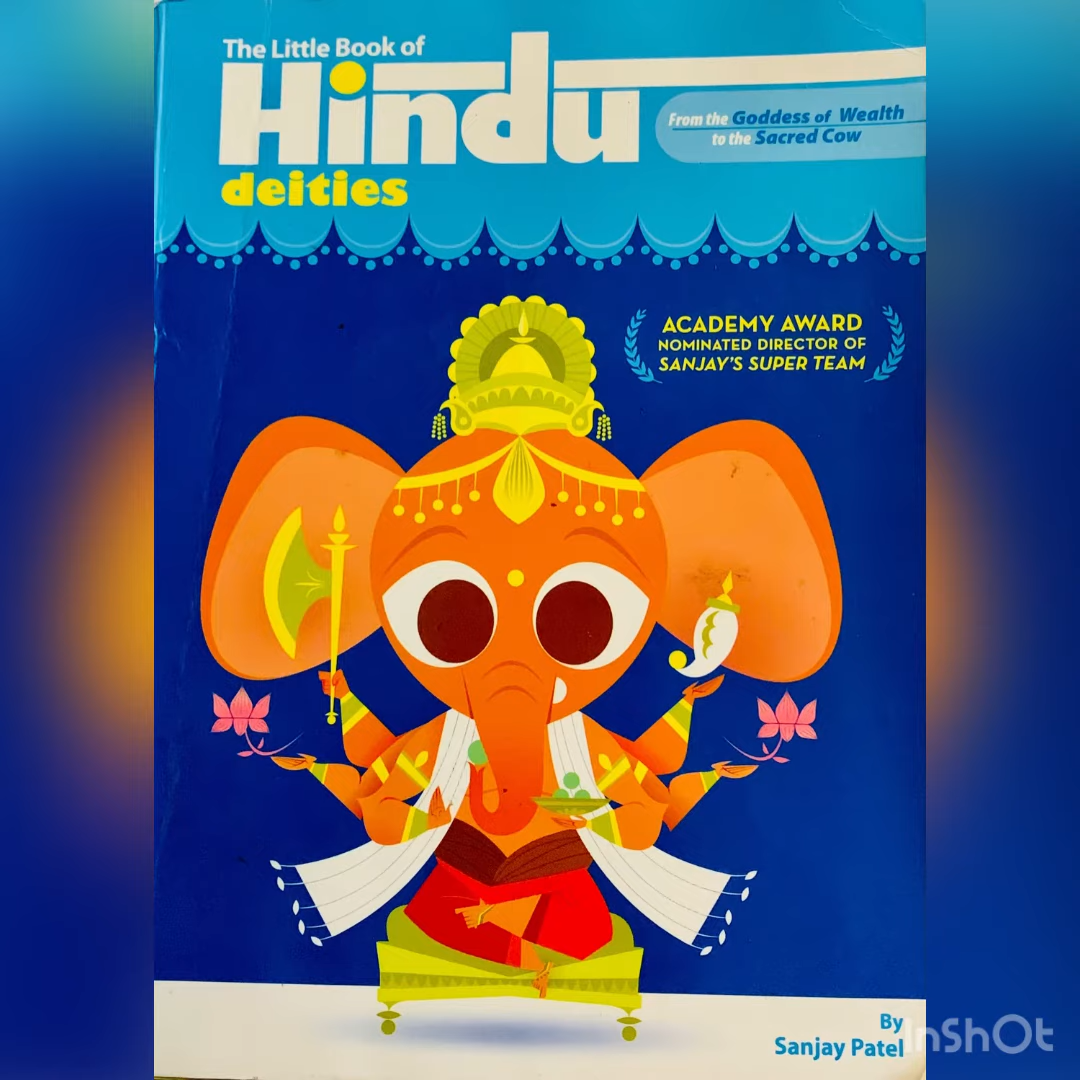 The Little Book of
Hindu
deities
From the Goddess of Wealth
to the Sacred Cow
ACADEMY AWARD
NOMINATED DIRECTOR OF
SANJAY'S SUPER TEAM
By
Sanjay Patel
InShOt